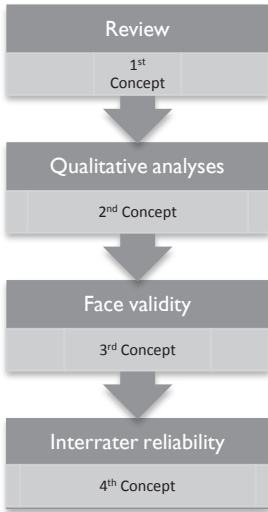 Review
1st
Concept
Qualitative analyses
2nd Concept
Face validity
3rd Concept
Interrater reliability
4th Concept